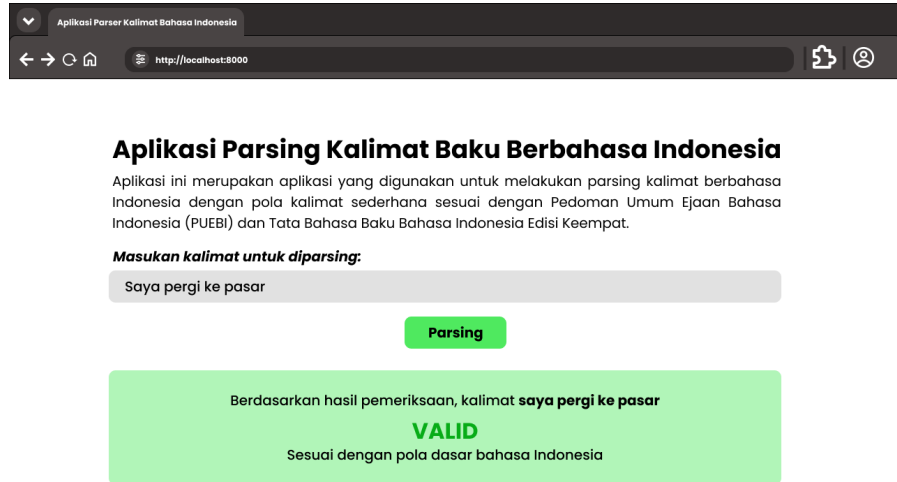 Aplikasi Parser Kalimat Bahasa Indonesia
http://localhost:8000
Aplikasi Parsing Kalimat Baku Berbahasa Indonesia
Aplikasi ini merupakan aplikasi yang digunakan untuk melakukan parsing kalimat berbahasa
Indonesia dengan pola kalimat sederhana sesuai dengan Pedoman Umum Ejaan Bahasa
Indonesia (PUEBI) dan Tata Bahasa Baku Bahasa Indonesia Edisi Keempat.
Masukan kalimat untuk diparsing:
Saya pergi ke pasar
Parsing
Berdasarkan hasil pemeriksaan, kalimat saya pergi ke pasar
VALID
Sesuai dengan pola dasar bahasa Indonesia